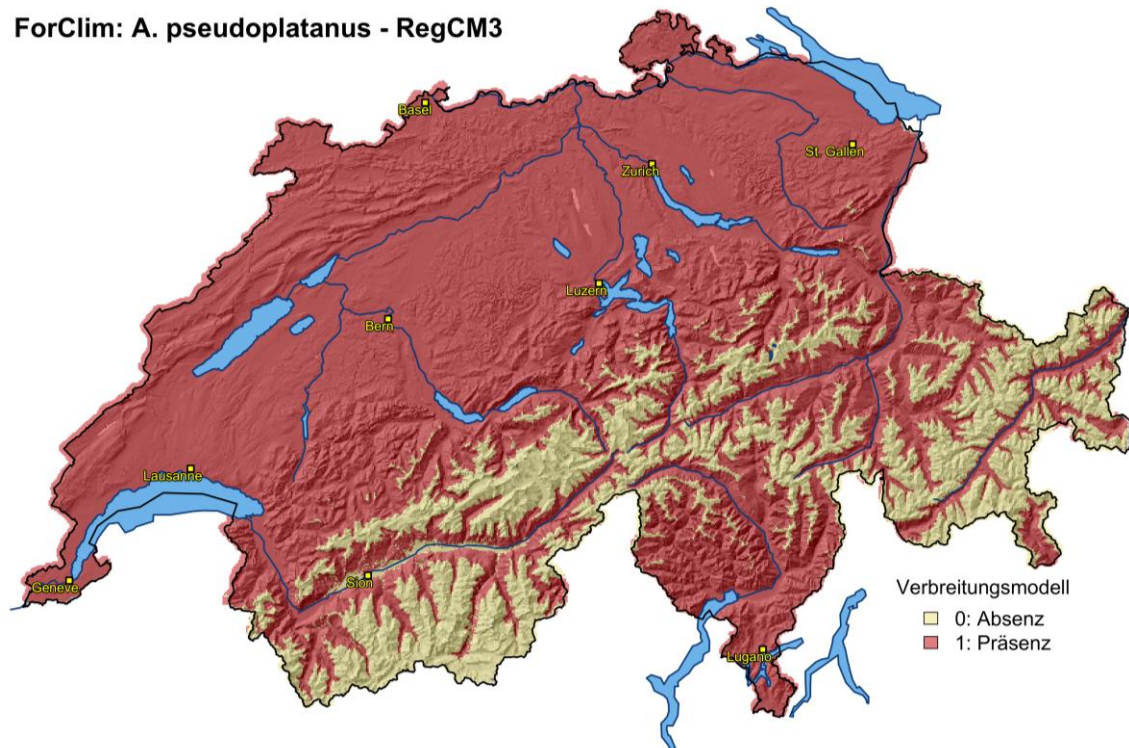 ForClim: A. pseudoplatanus - RegCM3
Basel
St. Gallen
Zurich
Luzern
Bern
Lausanne
Geneve
Sion
Lugano
Verbreitungsmodell
0: Absenz
1: Präsenz